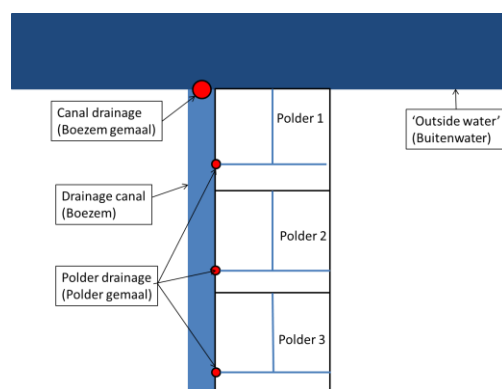 Canal drainage
(Boezem gemaal)
Polder 1
'Outside water'
(Buitenwater)
Drainage canal
(Boezem)
Polder 2
Polder drainage
(Polder gemaal)
Polder 3